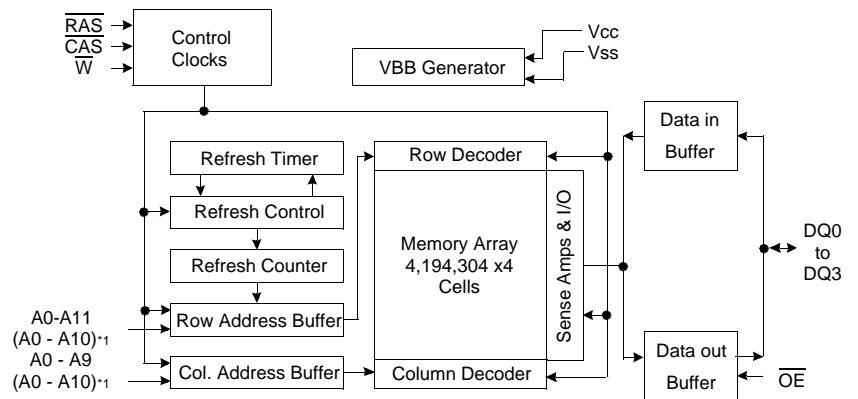 RAS
CAS
W
Control
Clocks
VBB Generator
Vcc
Vss
Data in
Buffer
Refresh Timer
Row Decoder
Refresh Control
Refresh Counter
Memory Array
4,194,304 x4
Cells
Sense Amps & I/O
DQ0
to
DQ3
A0-A11
(A0 - A10)*1
A0 - A9
(A0 - A10)*1
Row Address Buffer
Col. Address Buffer
Column Decoder
Data out
Buffer
OE